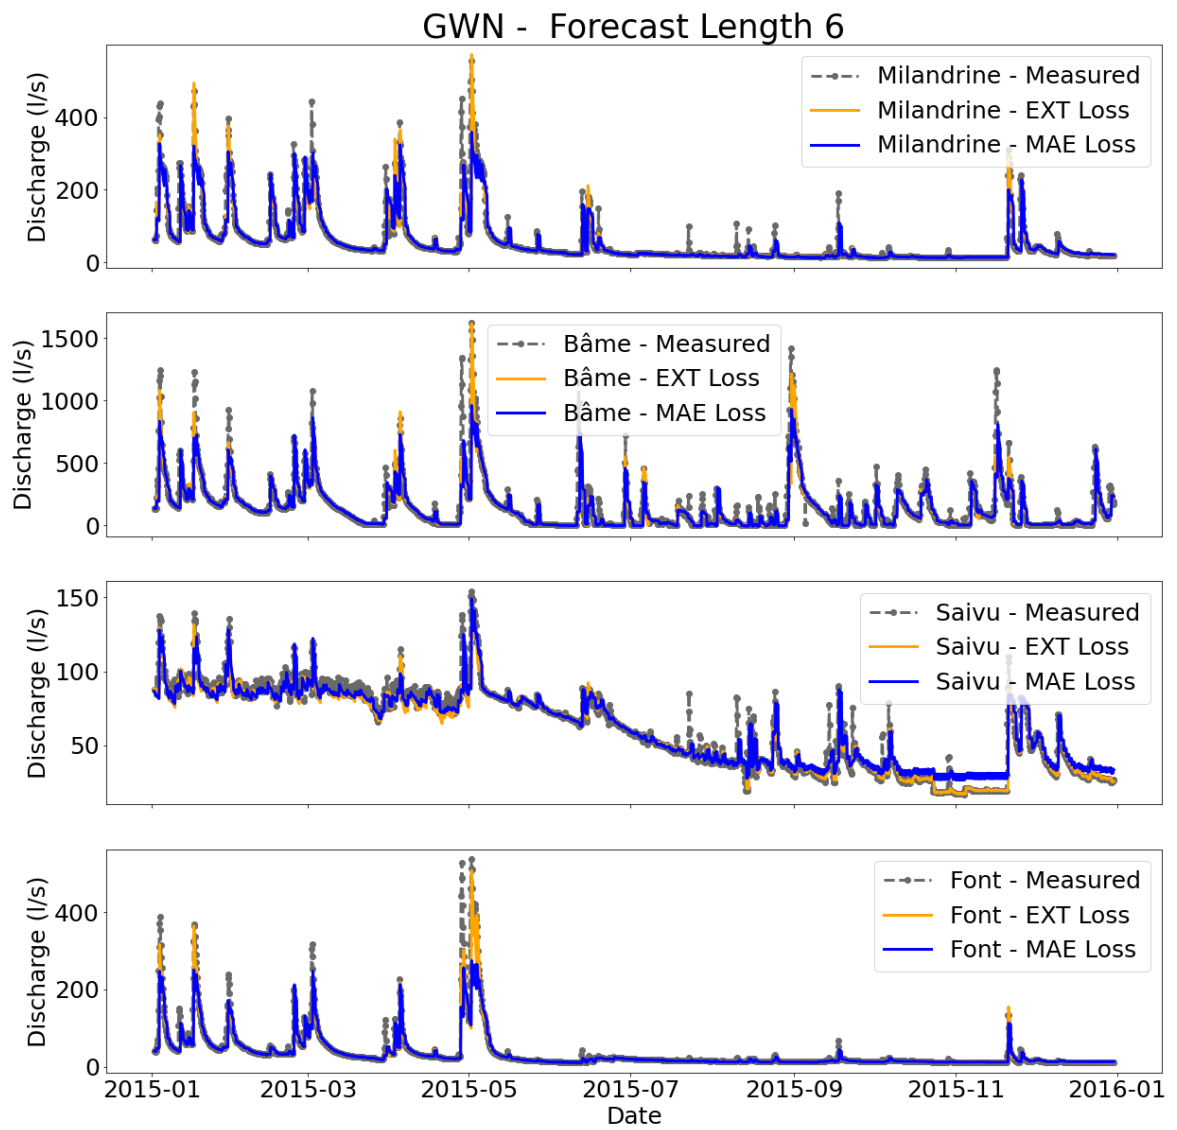 GWN -  Forecast Length 6
Discharge (l/s)
400
200
0
Milandrine - Measured
Milandrine - EXT Loss
Milandrine - MAE Loss
Discharge (l/s)
1500
1000
500
0
Bâme - Measured
Bâme - EXT Loss
Bâme - MAE Loss
Discharge (l/s)
150
100
50
Saivu - Measured
Saivu - EXT Loss
Saivu - MAE Loss
Discharge (l/s)
400
200
0
Font - Measured
Font - EXT Loss
Font - MAE Loss
2015-01 2015-03 2015-05 2015-07 2015-09 2015-11 2016-01
Date